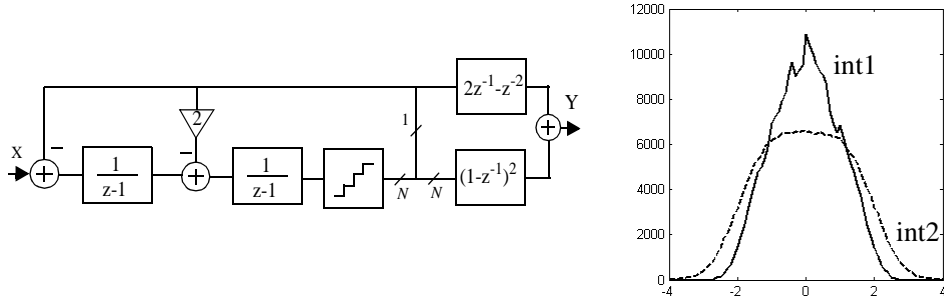 X
−
1
z-1
2
−
1
z-1
N
1
N
2z⁻¹-z⁻²
(1-z⁻¹)²
Y
12000
10000
8000
6000
4000
2000
0
-4
-2
0
2
4
int1
int2